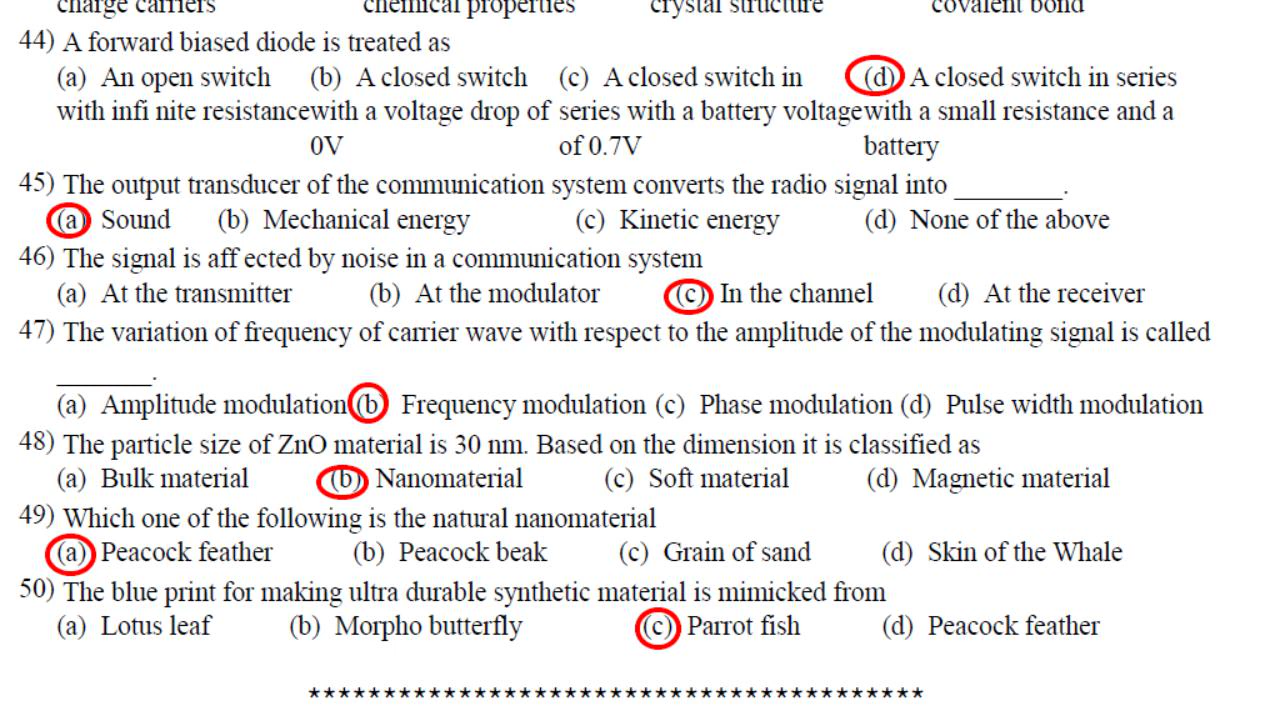 charge carriers chemical properties crystal structure covalent bond
44) A forward biased diode is treated as
(a) An open switch (b) A closed switch (c) A closed switch in (d) A closed switch in series
with infi nite resistancewith a voltage drop of series with a battery voltagewith a small resistance and a
0V of 0.7V battery
45) The output transducer of the communication system converts the radio signal into ________.
(a) Sound (b) Mechanical energy (c) Kinetic energy (d) None of the above
46) The signal is aff ected by noise in a communication system
(a) At the transmitter (b) At the modulator (c) In the channel (d) At the receiver
47) The variation of frequency of carrier wave with respect to the amplitude of the modulating signal is called
_______.
(a) Amplitude modulation (b) Frequency modulation (c) Phase modulation (d) Pulse width modulation
48) The particle size of ZnO material is 30 nm. Based on the dimension it is classified as
(a) Bulk material (b) Nanomaterial (c) Soft material (d) Magnetic material
49) Which one of the following is the natural nanomaterial
(a) Peacock feather (b) Peacock beak (c) Grain of sand (d) Skin of the Whale
50) The blue print for making ultra durable synthetic material is mimicked from
(a) Lotus leaf (b) Morpho butterfly (c) Parrot fish (d) Peacock feather
*****************************************